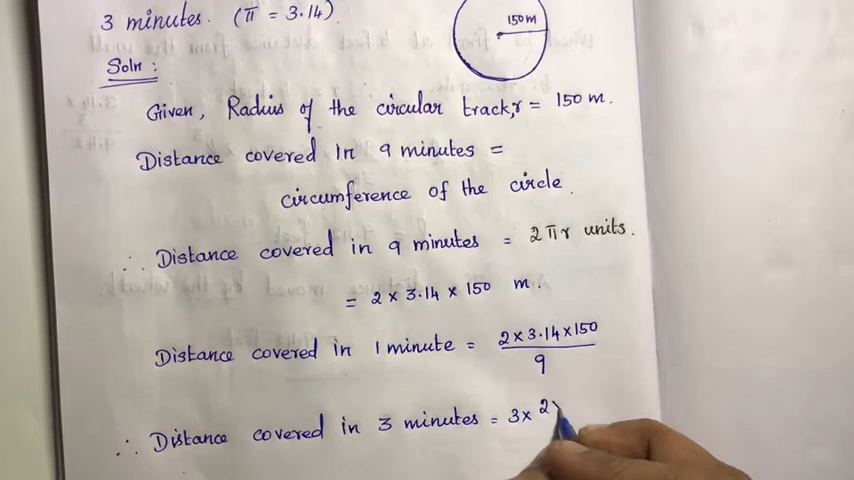 3 minutes. (π = 3.14).
150 m
Soln :
Given, Radius of the circular track, r = 150 m.
Distance covered in 9 minutes =
circumference of the circle.
∴ Distance covered in 9 minutes = 2πr units.
= 2 × 3.14 × 150 m.
Distance covered in 1 minute = 2 × 3.14 × 150
9
∴ Distance covered in 3 minutes = 3 × 2